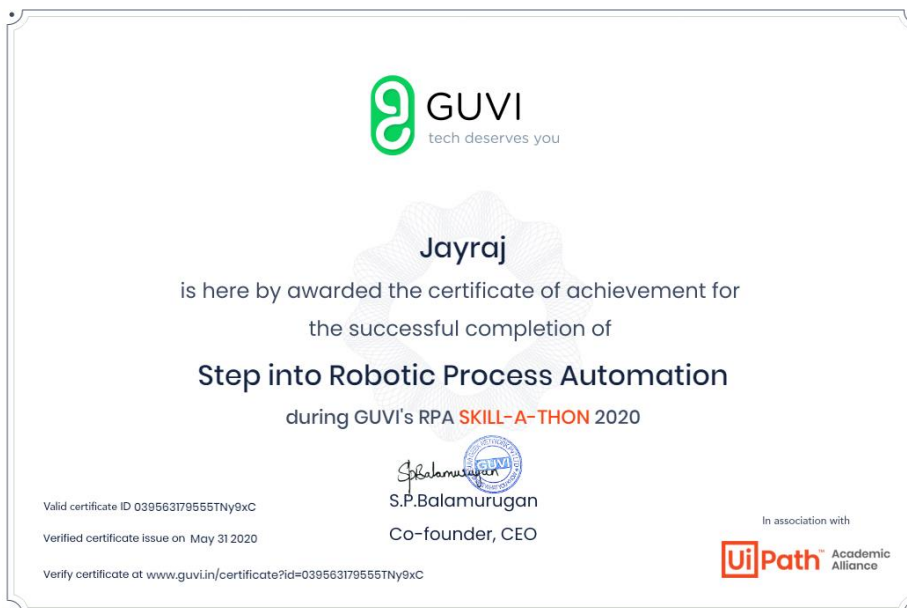 GUVI
tech deserves you
Jayraj
is here by awarded the certificate of achievement for
the successful completion of
Step into Robotic Process Automation
during GUVI's RPA SKILL-A-THON 2020
SpBalamurugan
GUVI
S.P.Balamurugan
Co-founder, CEO
Valid certificate ID 039563179555TNy9xC
Verified certificate issue on May 31 2020
Verify certificate at www.guvi.in/certificate?id=039563179555TNy9xC
In association with
UiPath™ Academic
Alliance